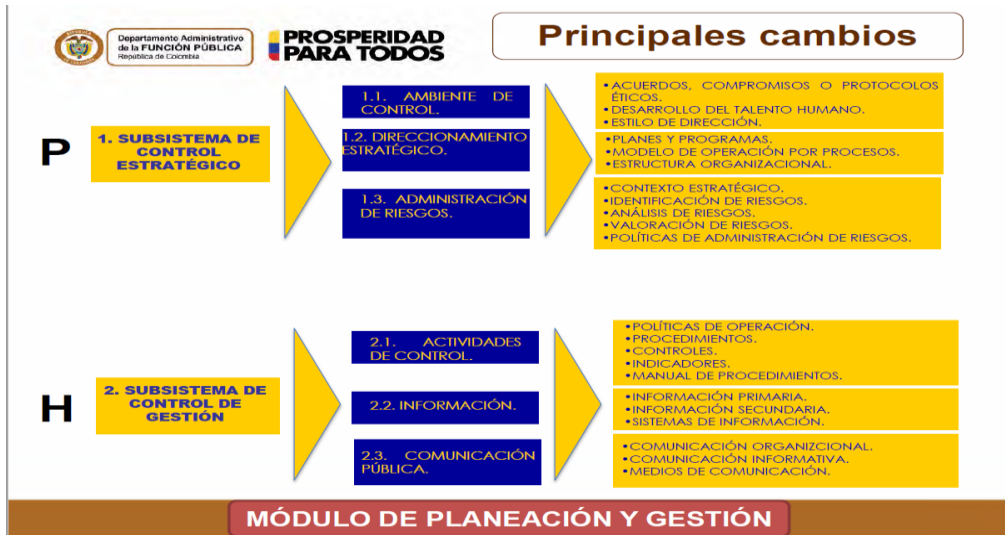 Departamento Administrativo
de la FUNCIÓN PÚBLICA
República de Colombia
PROSPERIDAD
PARA TODOS
Principales cambios
P
1. SUBSISTEMA DE
CONTROL
ESTRATÉGICO
1.1. AMBIENTE DE
CONTROL.
1.2. DIRECCIONAMIENTO
ESTRATÉGICO.
1.3. ADMINISTRACIÓN
DE RIESGOS.
•ACUERDOS, COMPROMISOS O PROTOCOLOS
ÉTICOS.
•DESARROLLO DEL TALENTO HUMANO.
•ESTILO DE DIRECCIÓN.
•PLANES Y PROGRAMAS.
•MODELO DE OPERACIÓN POR PROCESOS.
•ESTRUCTURA ORGANIZACIONAL.
•CONTEXTO ESTRATÉGICO.
•IDENTIFICACIÓN DE RIESGOS.
•ANÁLISIS DE RIESGOS.
•VALORACIÓN DE RIESGOS.
•POLÍTICAS DE ADMINISTRACIÓN DE RIESGOS.
H
2. SUBSISTEMA DE
CONTROL DE
GESTIÓN
2.1. ACTIVIDADES
DE CONTROL.
2.2. INFORMACIÓN.
2.3. COMUNICACIÓN
PÚBLICA.
•POLÍTICAS DE OPERACIÓN.
•PROCEDIMIENTOS.
•CONTROLES.
•INDICADORES.
•MANUAL DE PROCEDIMIENTOS.
•INFORMACIÓN PRIMARIA.
•INFORMACIÓN SECUNDARIA.
•SISTEMAS DE INFORMACIÓN.
•COMUNICACIÓN ORGANIZCIONAL.
•COMUNICACIÓN INFORMATIVA.
•MEDIOS DE COMUNICACIÓN.
MÓDULO DE PLANEACIÓN Y GESTIÓN